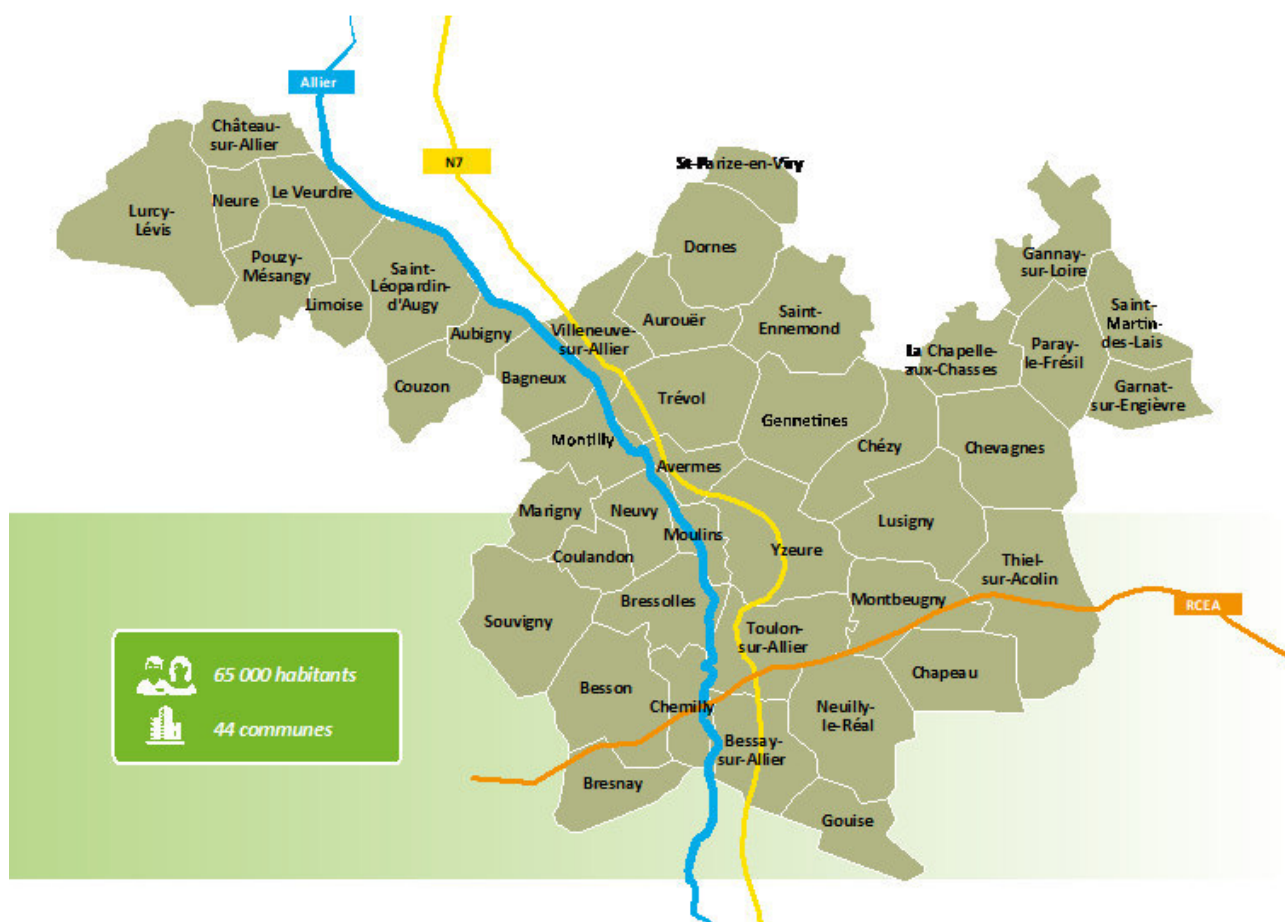 Allier
N7
Château-
sur-Allier
Le Veurdre
Neure
Lurcy-
Lévis
Pouzy-
Mésangy
Limoise
Saint-
Léopardin-
d'Augy
Aubigny
Couzon
Bagneux
Villeneuve-
sur-Allier
Aurouër
Dornes
St-Parize-en-Viry
Saint-
Ennemond
Gannay-
sur-Loire
Saint-
Martin-
des-Lais
Paray-
le-Frésil
La Chapelle-
aux-Chasses
Garnat-
sur-Engièvre
Trévol
Gennetines
Chézy
Chevagnes
Montilly
Avermes
Marigny
Neuvy
Moulins
Coulandon
Yzeure
Lusigny
Thiel-
sur-Acolin
Souvigny
Bressolles
Montbeugny
RCEA
Toulon-
sur-Allier
Chapeau
Besson
Chemilly
Neuilly-
le-Réal
Bessay-
sur-Allier
Bresnay
Gouise
65 000 habitants
44 communes